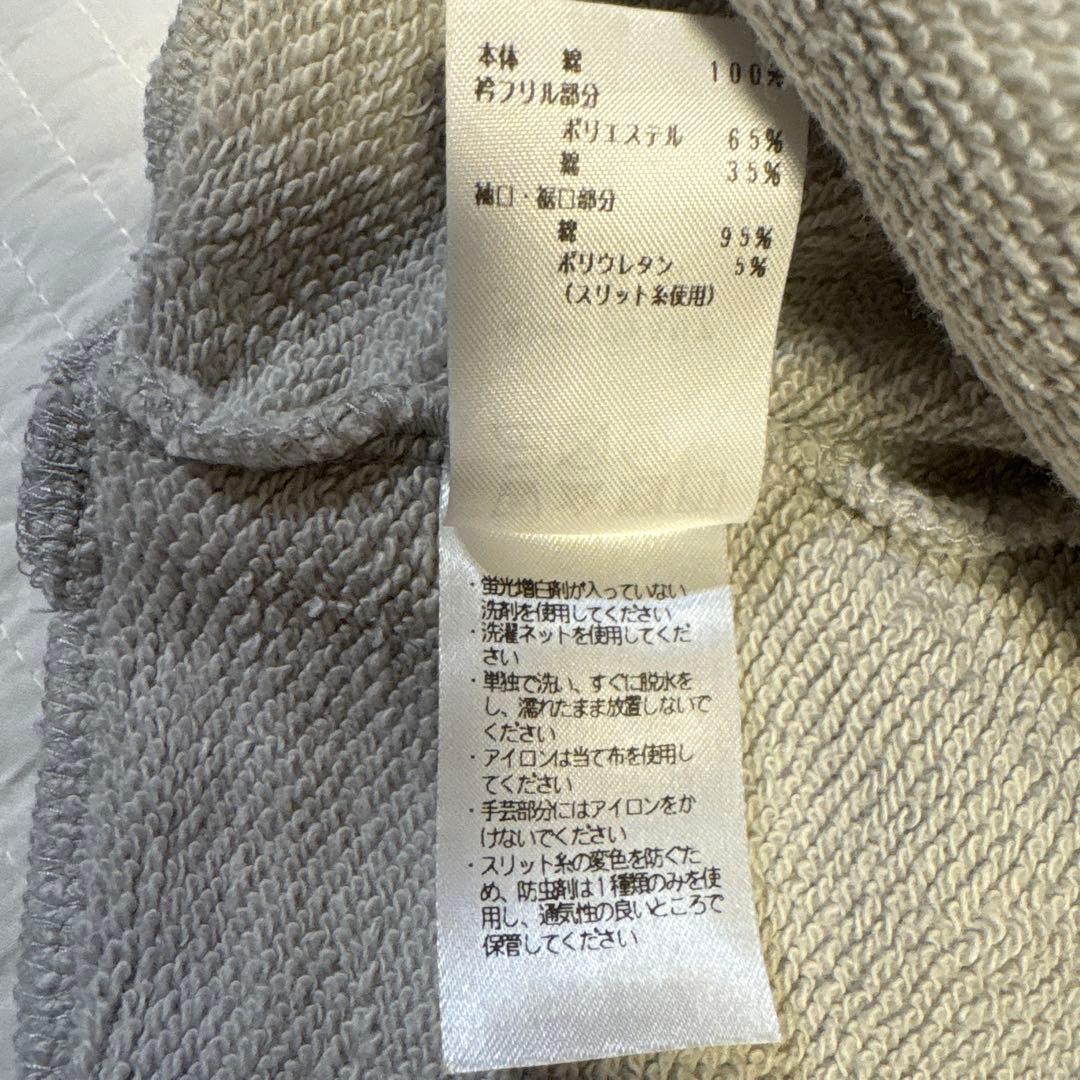 本体 綿 100%
衿フリル部分
ポリエステル 65%
綿 35%
袖口・裾口部分
綿 95%
ポリウレタン 5%
(スリット糸使用)
・蛍光増白剤が入っていない
洗剤を使用してください
・洗濯ネットを使用してくだ
さい
・単独で洗い、すぐに脱水を
し、濡れたまま放置しないで
ください
・アイロンは当て布を使用し
てください
・手芸部分にはアイロンをか
けないでください
・スリット糸の変色を防ぐた
め、防虫剤は1種類のみを使
用し、通気性の良いところで
保管してください